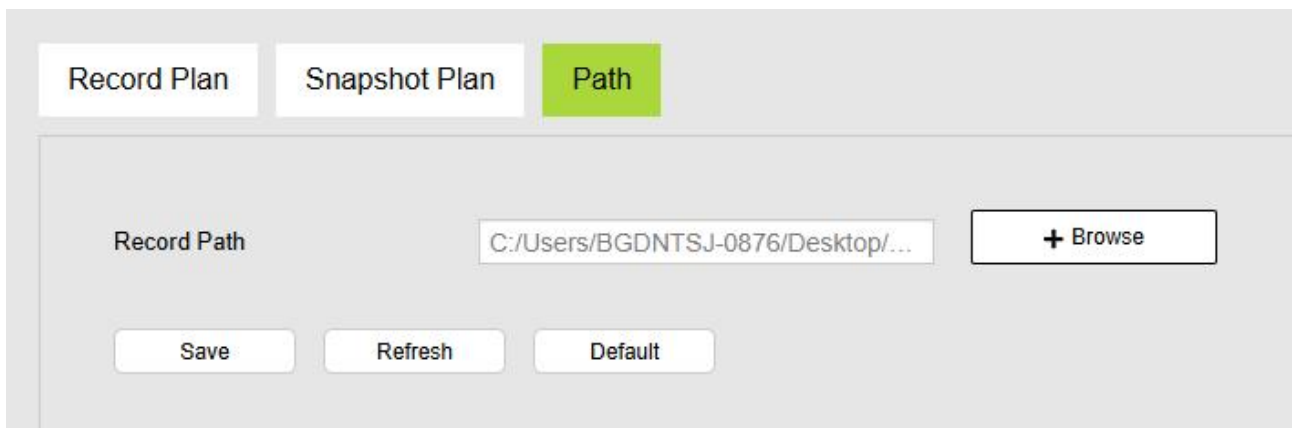 Record Plan Snapshot Plan Path
Record Path C:/Users/BGDNTSJ-0876/Desktop/... + Browse
Save Refresh Default